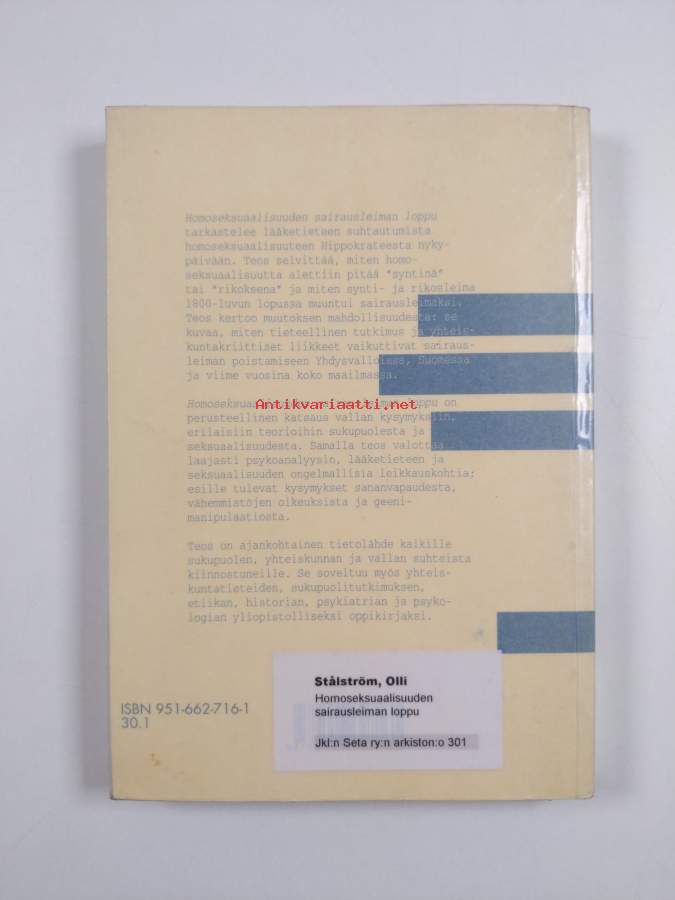 Homoseksuaalisuuden sairausleiman loppu
tarkastelee lääketieteen suhtautumista
homoseksuaalisuuteen Hippokrateesta nyky-
päivään. Teos selvittää, miten homo-
seksuaalisuutta alettiin pitää "syntinä"
tai "rikoksena" ja miten synti- ja rikosleima
1800-luvun lopussa muuntui sairausleimaksi.
Teos kertoo muutoksen mahdollisuudesta: se
kuvaa, miten tieteellinen tutkimus ja yhteis-
kuntakriittiset liikkeet vaikuttivat sairaus-
leiman poistamiseen Yhdysvalloissa, Suomessa
ja viime vuosina koko maailmassa.
Homoseksuaalisuuden sairausleiman loppu on
Antikvariaatti.net
perusteellinen katsaus vallan kysymyksiin,
erilaisiin teorioihin sukupuolesta ja
seksuaalisuudesta. Samalla teos valottaa
laajasti psykoanalyysin, lääketieteen ja
seksuaalisuuden ongelmallisia leikkauskohtia;
esille tulevat kysymykset sananvapaudesta,
vähemmistöjen oikeuksista ja geeni-
manipulaatiosta.
Teos on ajankohtainen tietolähde kaikille
sukupuolen, yhteiskunnan ja vallan suhteista
kiinnostuneille. Se soveltuu myös yhteis-
kuntatieteiden, sukupuolitutkimuksen,
etiikan, historian, psykiatrian ja psyko-
logian yliopistolliseksi oppikirjaksi.
ISBN 951-662-716-1
30.1
Stålström, Olli
Homoseksuaalisuuden
sairausleiman loppu
Jkl:n Seta ry:n arkiston:o 301